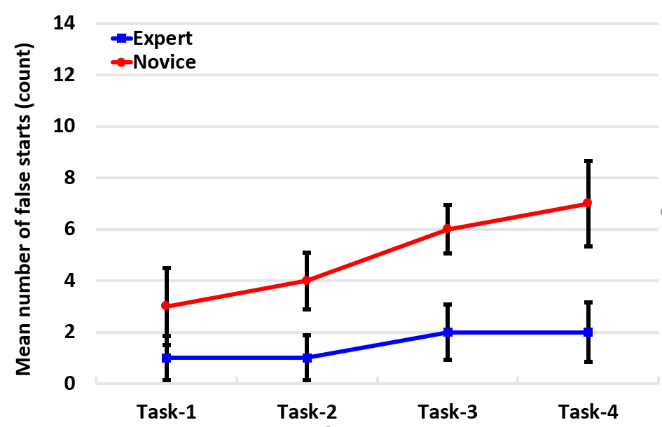 Mean number of false starts (count)
14
12
10
8
6
4
2
0
Expert
Novice
Task-1 Task-2 Task-3 Task-4